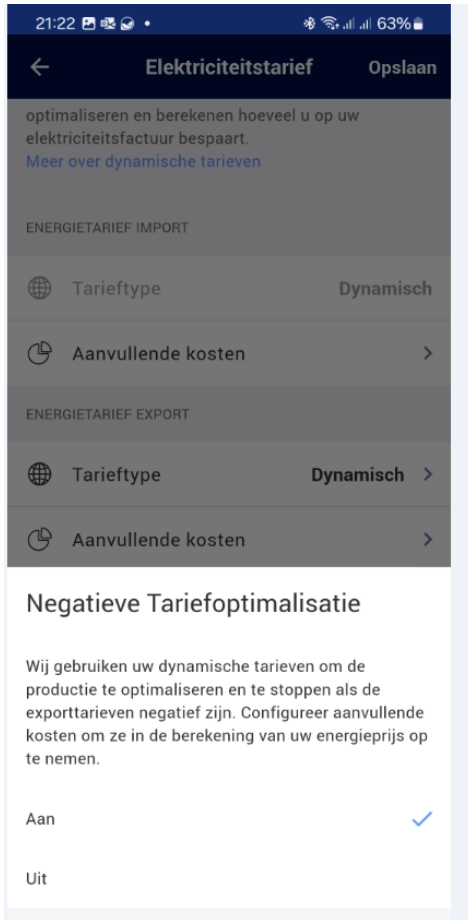 21:22 63%
Elektriciteitstarief Opslaan
optimaliseren en berekenen hoeveel u op uw
elektriciteitsfactuur bespaart.
Meer over dynamische tarieven
ENERGIETARIEF IMPORT
Tarieftype Dynamisch
Aanvullende kosten
ENERGIETARIEF EXPORT
Tarieftype Dynamisch
Aanvullende kosten
Negatieve Tariefoptimalisatie
Wij gebruiken uw dynamische tarieven om de
productie te optimaliseren en te stoppen als de
exporttarieven negatief zijn. Configureer aanvullende
kosten om ze in de berekening van uw energieprijs op
te nemen.
Aan
Uit